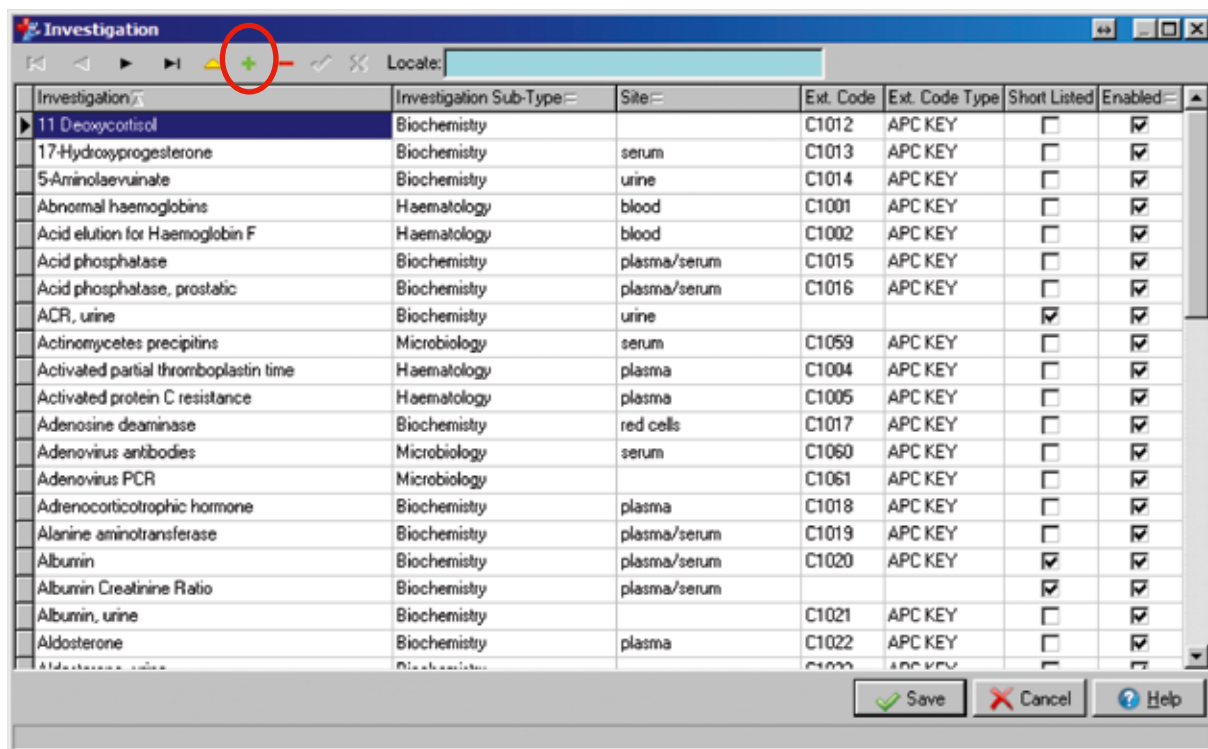 Investigation
Locate:
Investigation Investigation Sub-Type Site Ext. Code Ext. Code Type Short Listed Enabled
11 Deoxycortisol Biochemistry C1012 APC KEY
17-Hydroxyprogesterone Biochemistry serum C1013 APC KEY
5-Aminolaevuinate Biochemistry urine C1014 APC KEY
Abnormal haemoglobins Haematology blood C1001 APC KEY
Acid elution for Haemoglobin F Haematology blood C1002 APC KEY
Acid phosphatase Biochemistry plasma/serum C1015 APC KEY
Acid phosphatase, prostatic Biochemistry plasma/serum C1016 APC KEY
ACR, urine Biochemistry urine
Actinomycetes precipitins Microbiology serum C1059 APC KEY
Activated partial thromboplastin time Haematology plasma C1004 APC KEY
Activated protein C resistance Haematology plasma C1005 APC KEY
Adenosine deaminase Biochemistry red cells C1017 APC KEY
Adenovirus antibodies Microbiology serum C1060 APC KEY
Adenovirus PCR Microbiology C1061 APC KEY
Adrenocorticotrophic hormone Biochemistry plasma C1018 APC KEY
Alanine aminotransferase Biochemistry plasma/serum C1019 APC KEY
Albumin Biochemistry plasma/serum C1020 APC KEY
Albumin Creatinine Ratio Biochemistry plasma/serum
Albumin, urine Biochemistry C1021 APC KEY
Aldosterone Biochemistry plasma C1022 APC KEY
Save Cancel Help